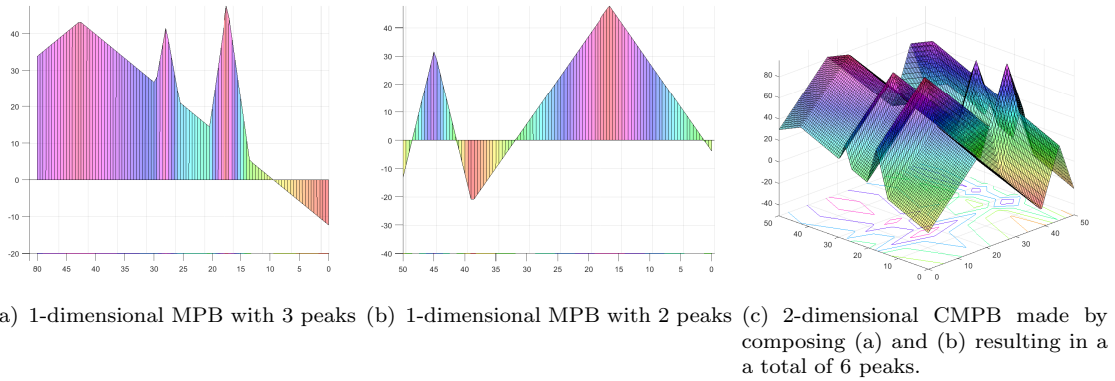 40
30
20
10
0
-10
-20
60 45 40 35 30 25 20 15 10 5 0
40
30
20
10
0
-10
-20
-30
-40
50 45 40 35 30 25 20 15 10 5 0
80
60
40
20
0
-20
-40
50 40 30 20 10 0
0 10 20 30 40 50
a) 1-dimensional MPB with 3 peaks
(b) 1-dimensional MPB with 2 peaks
(c) 2-dimensional CMPB made by
composing (a) and (b) resulting in a
a total of 6 peaks.